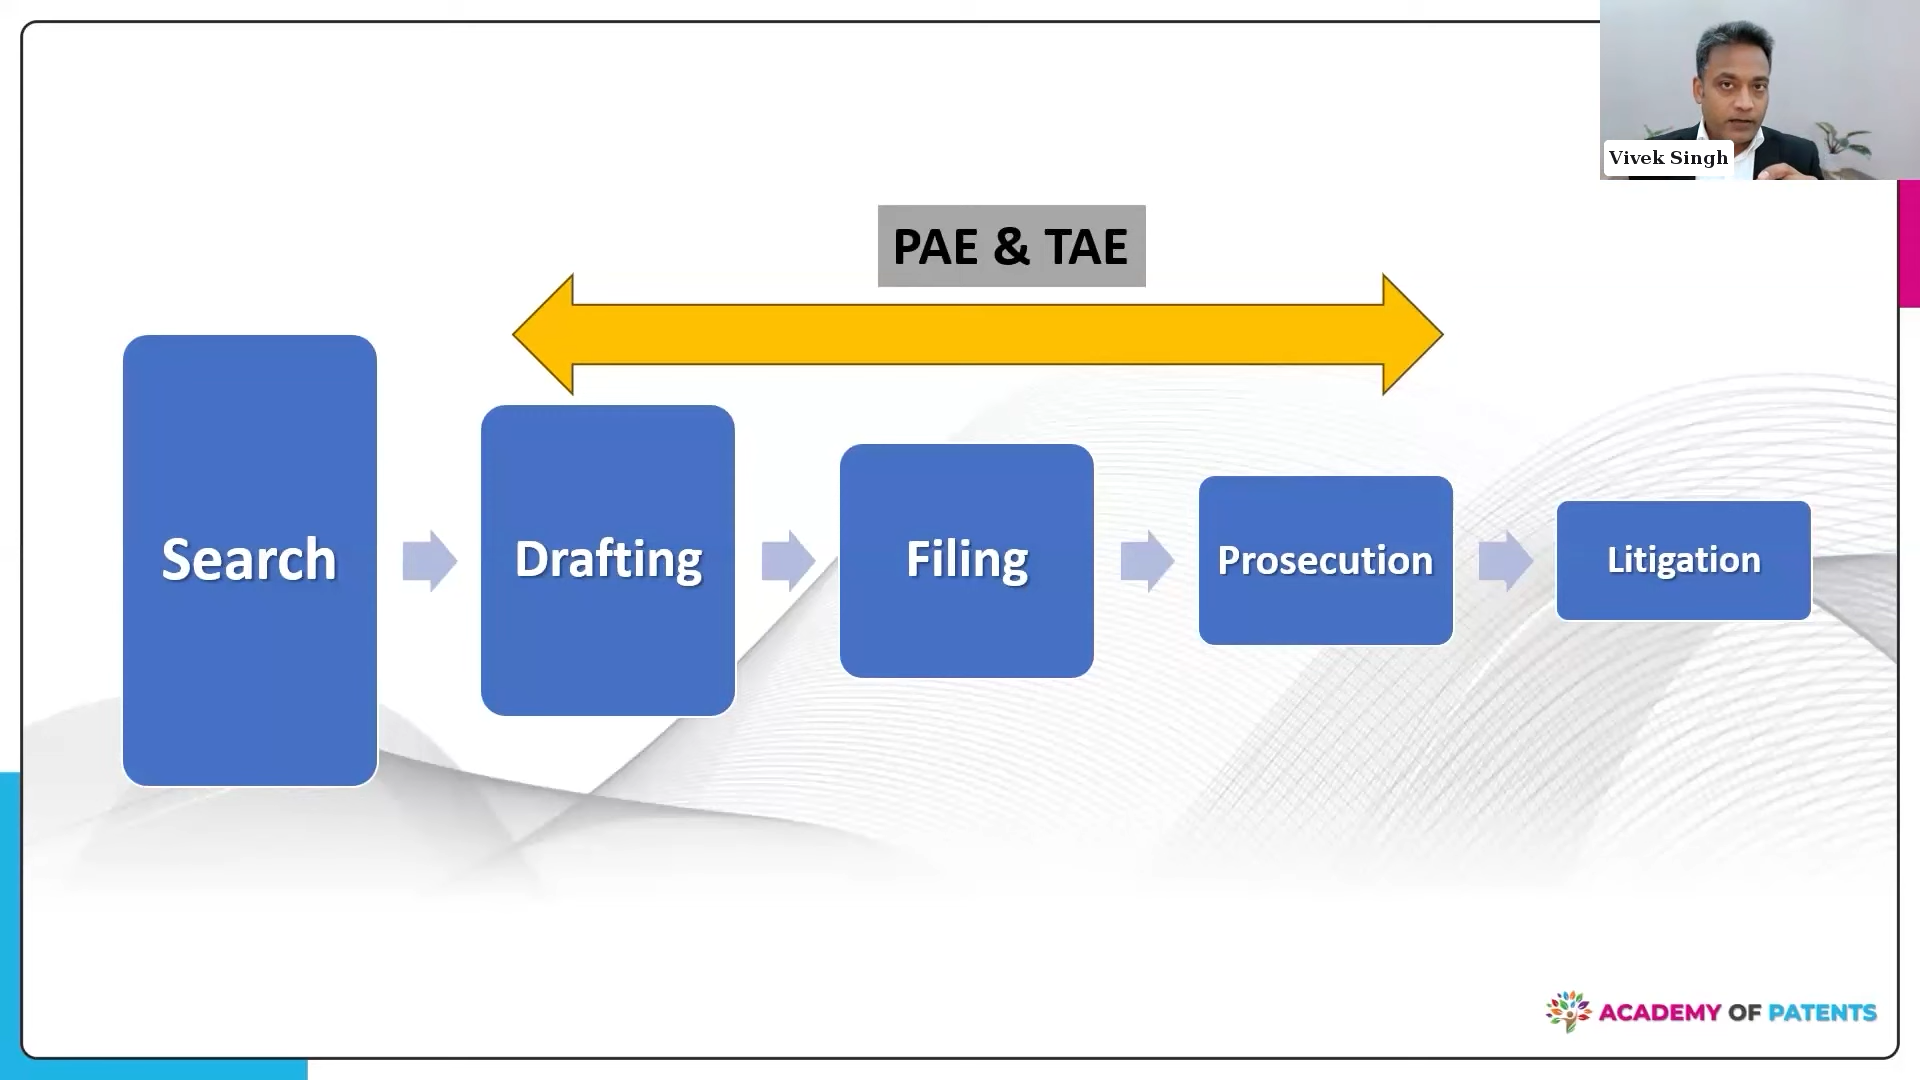 Vivek Singh
PAE & TAE
Search
Drafting
Filing
Prosecution
Litigation
ACADEMY OF PATENTS